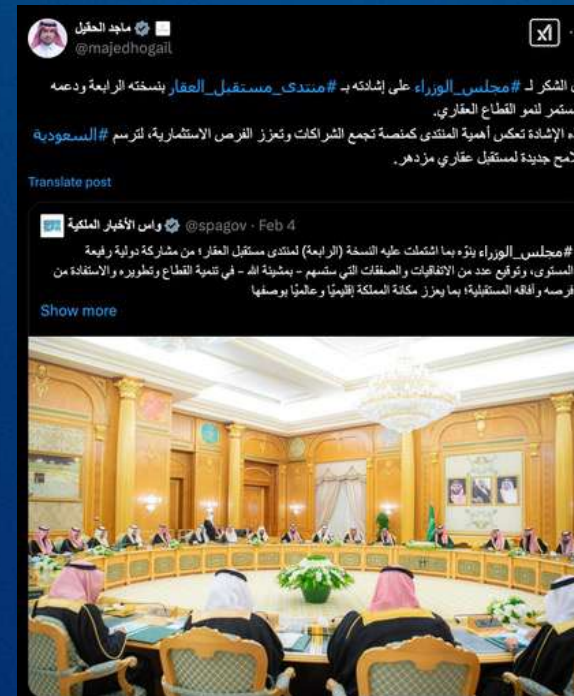 ماجد الحقيل
@majedhogail
الشكر لـ #مجلس_الوزراء على إشادته بـ #منتدى_مستقبل_العقار بنسخته الرابعة ودعمه
لنمو القطاع العقاري.
الإشادة تعكس أهمية المنتدى كمنصة تجمع الشراكات وتعزز الفرص الاستثمارية، لترسم #السعودية
جديدة لمستقبل عقاري مزدهر.
Translate post
واس الأخبار الملكية @spagov · Feb 4
#مجلس_الوزراء ينوّه بما اشتملت عليه النسخة (الرابعة) لمنتدى مستقبل العقار؛ من مشاركة دولية رفيعة
المستوى، وتوقيع عدد من الاتفاقيات والصفقات التي ستسهم - بمشيئة الله - في تنمية القطاع وتطويره والاستفادة من
فرصه وآفاقه المستقبلية؛ بما يعزز مكانة المملكة إقليميًا وعالميًا بوصفها
Show more